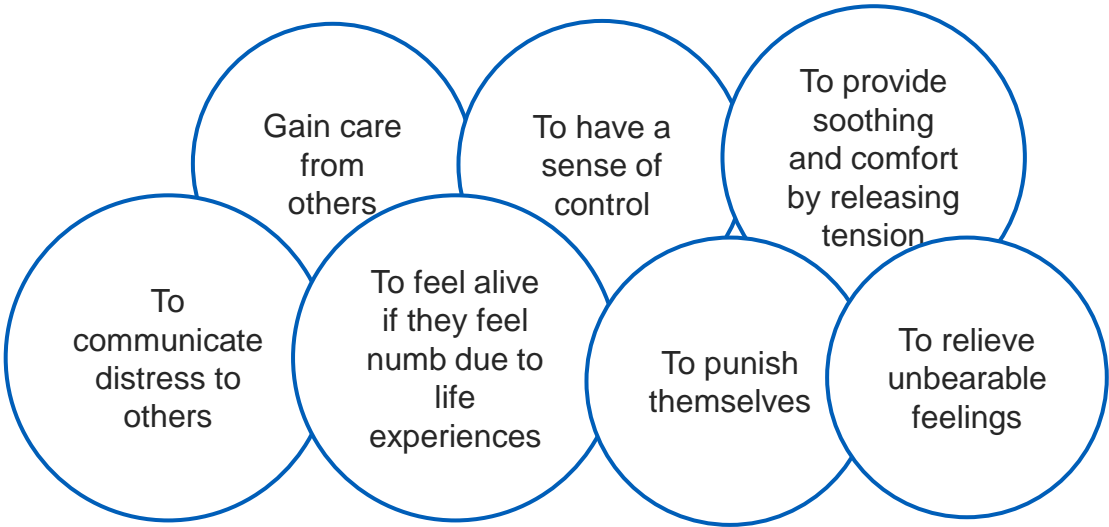 Gain care
from
others
To have a
sense of
control
To provide
soothing
and comfort
by releasing
tension
To
communicate
distress to
others
To feel alive
if they feel
numb due to
life
experiences
To punish
themselves
To relieve
unbearable
feelings